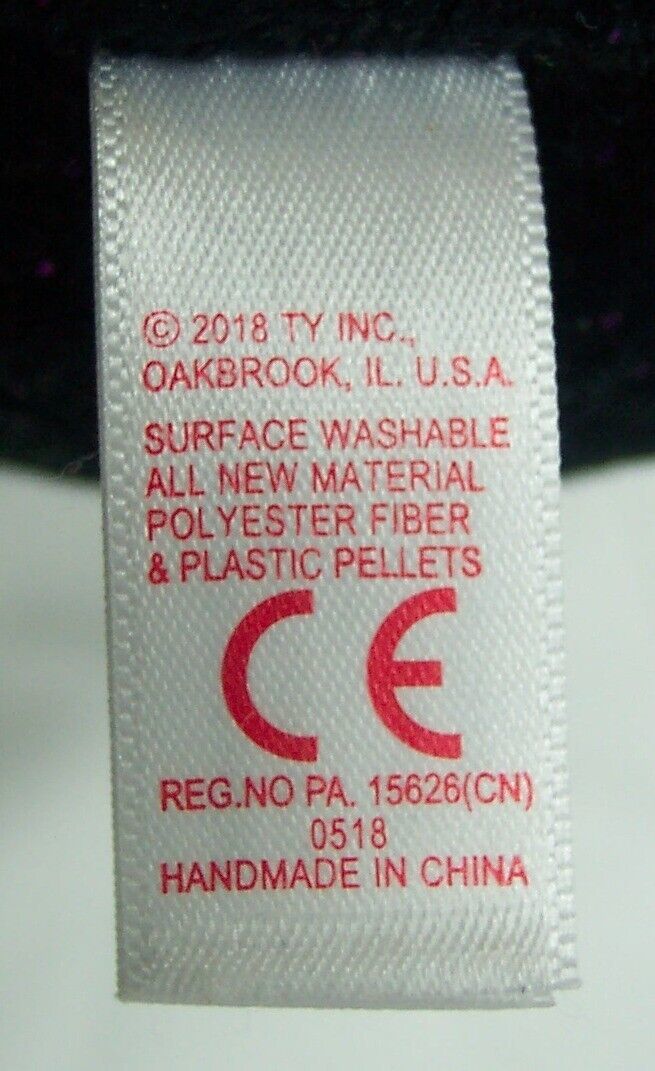 © 2018 TY INC.,
OAKBROOK, IL. U.S.A.
SURFACE WASHABLE
ALL NEW MATERIAL
POLYESTER FIBER
& PLASTIC PELLETS
CE
REG.NO PA. 15626(CN)
0518
HANDMADE IN CHINA